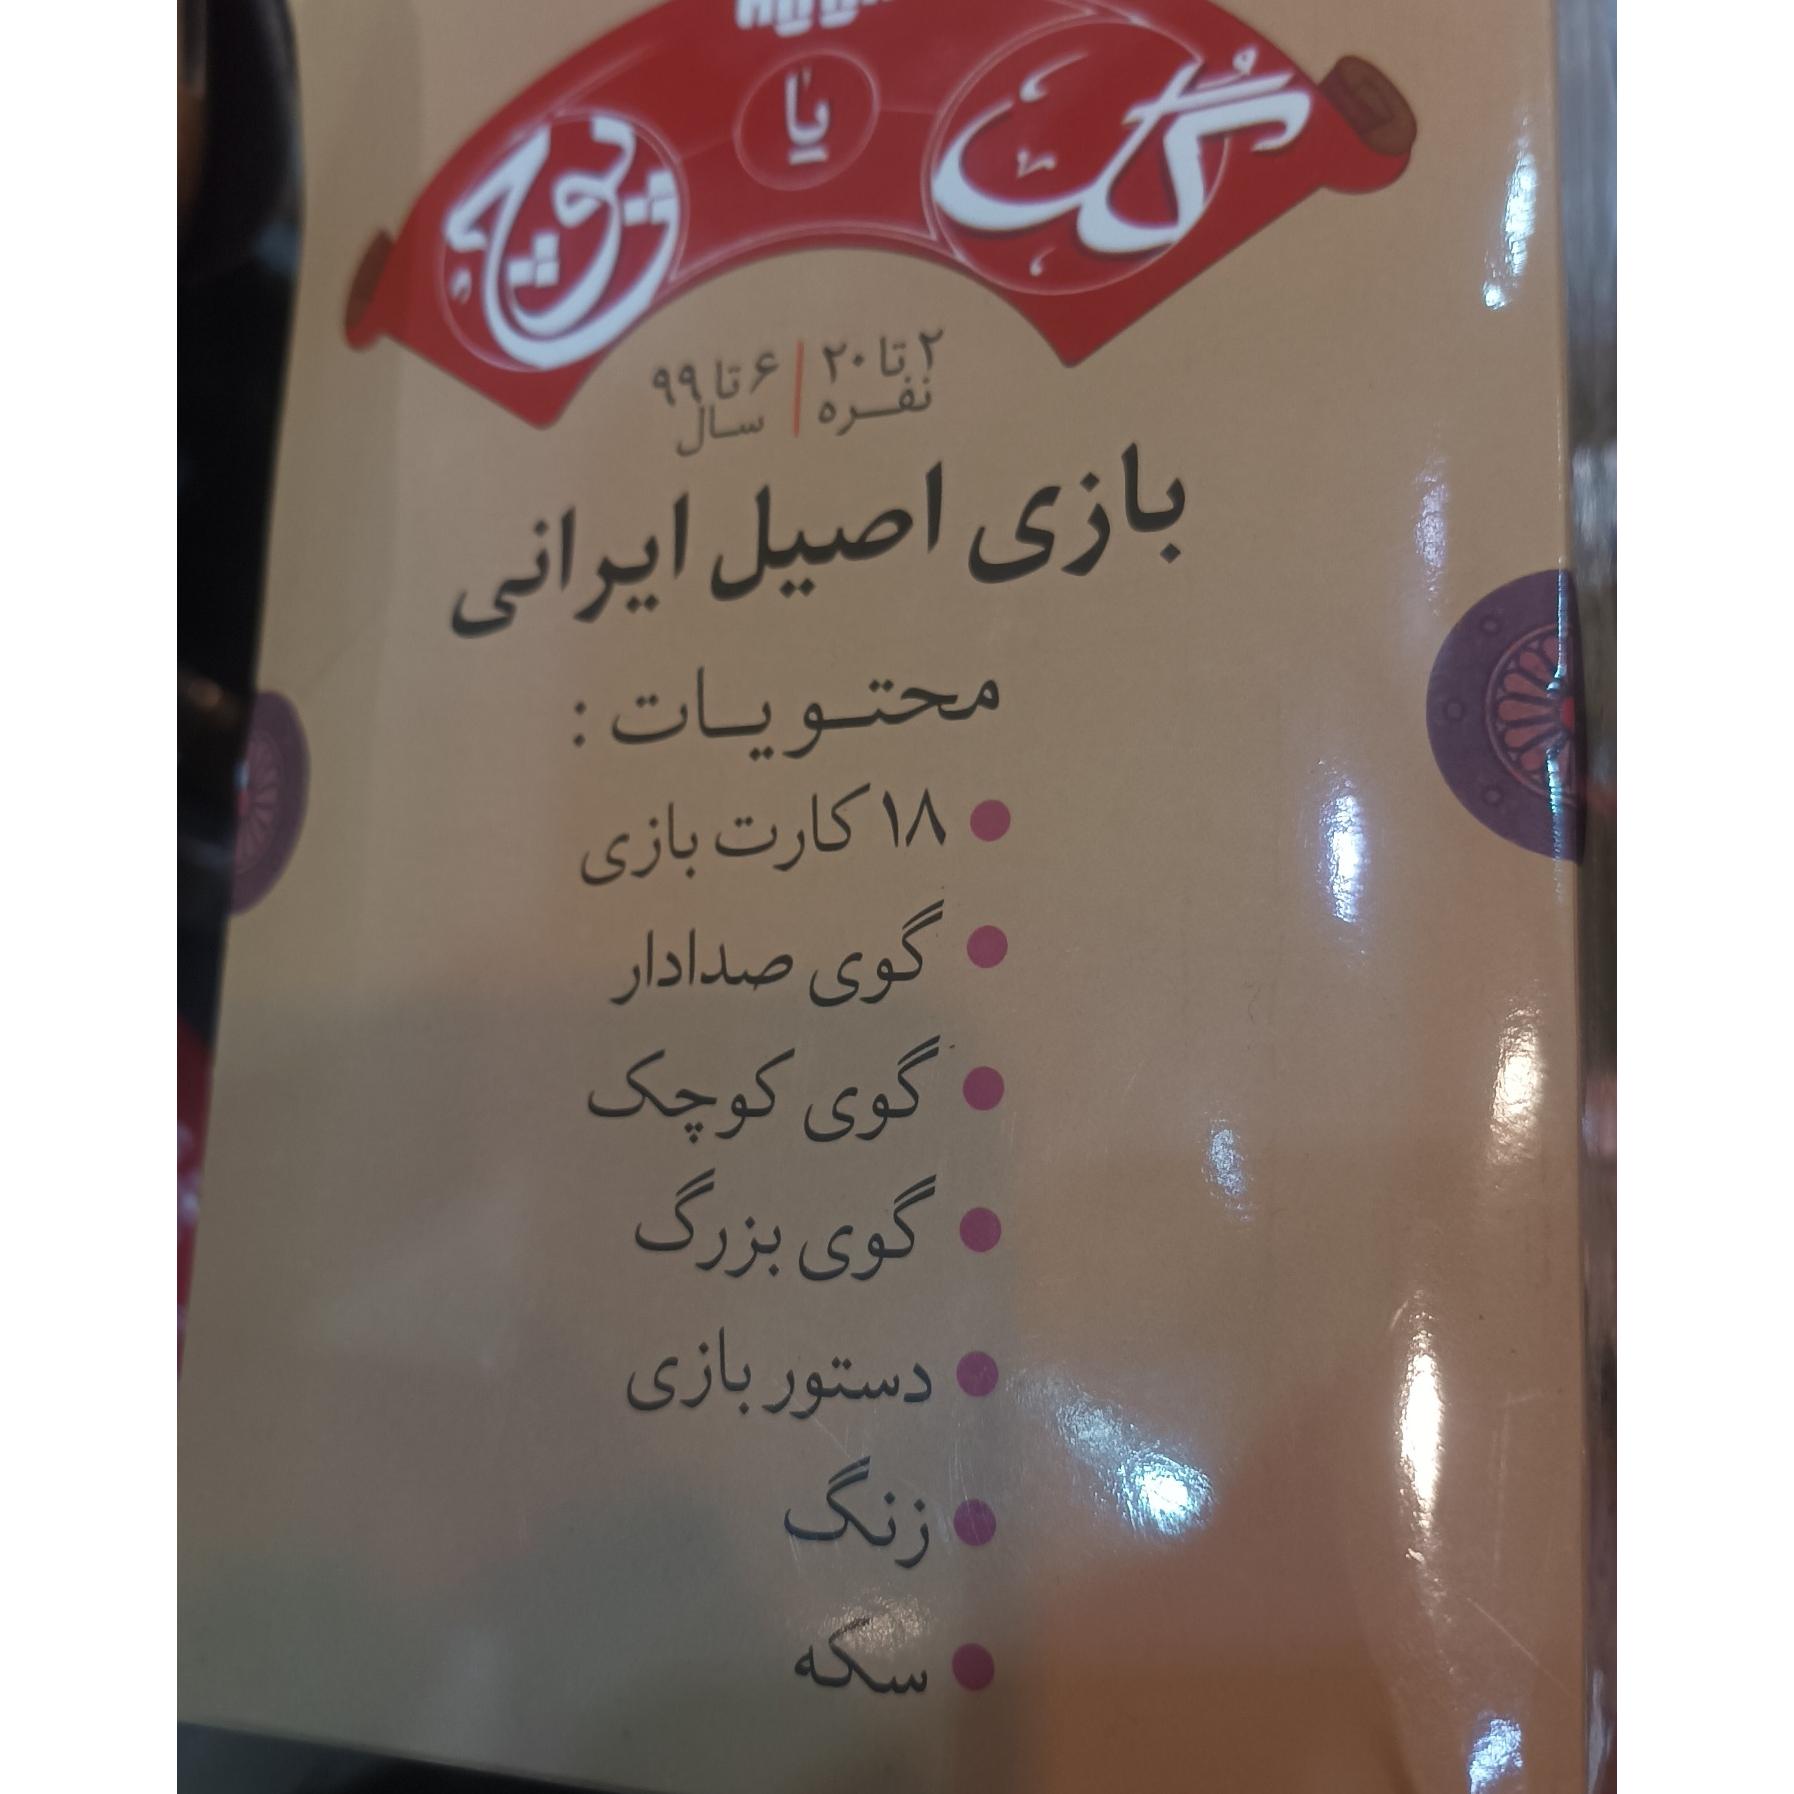 گل یا پوچ
۲ تا ۲۰ نفره | ۶ تا ۹۹ سال
بازی اصیل ایرانی
محتویات :
۱۸ کارت بازی
گوی صدادار
گوی کوچک
گوی بزرگ
دستور بازی
زنگ
سکه